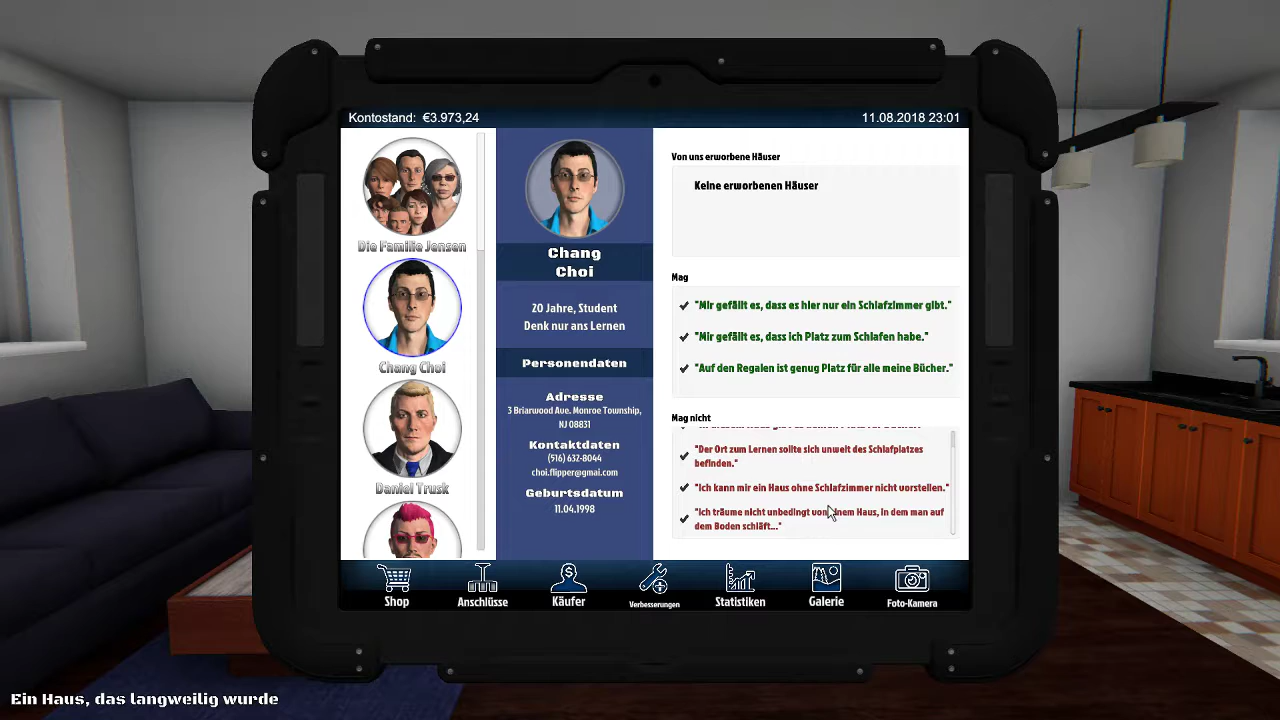 Kontostand: €3.973,24
11.08.2018 23:01
Die Familie Jensen
Chang Choi
Daniel Trusk
Chang
Choi
20 Jahre, Student
Denk nur ans Lernen
Personendaten
Adresse
3 Briarwood Ave. Monroe Township,
NJ 08831
Kontaktdaten
(516) 632-8044
choi.flipper@gmai.com
Geburtsdatum
11.04.1998
Von uns erworbene Häuser
Keine erworbenen Häuser
Mag
"Mir gefällt es, dass es hier nur ein Schlafzimmer gibt."
"Mir gefällt es, dass ich Platz zum Schlafen habe."
"Auf den Regalen ist genug Platz für alle meine Bücher."
Mag nicht
"Der Ort zum Lernen sollte sich unweit des Schlafplatzes
befinden."
"Ich kann mir ein Haus ohne Schlafzimmer nicht vorstellen."
"Ich träume nicht unbedingt von einem Haus, in dem man auf
dem Boden schläft..."
Shop
Anschlüsse
Käufer
Verbesserungen
Statistiken
Galerie
Foto-Kamera
Ein Haus, das langweilig wurde